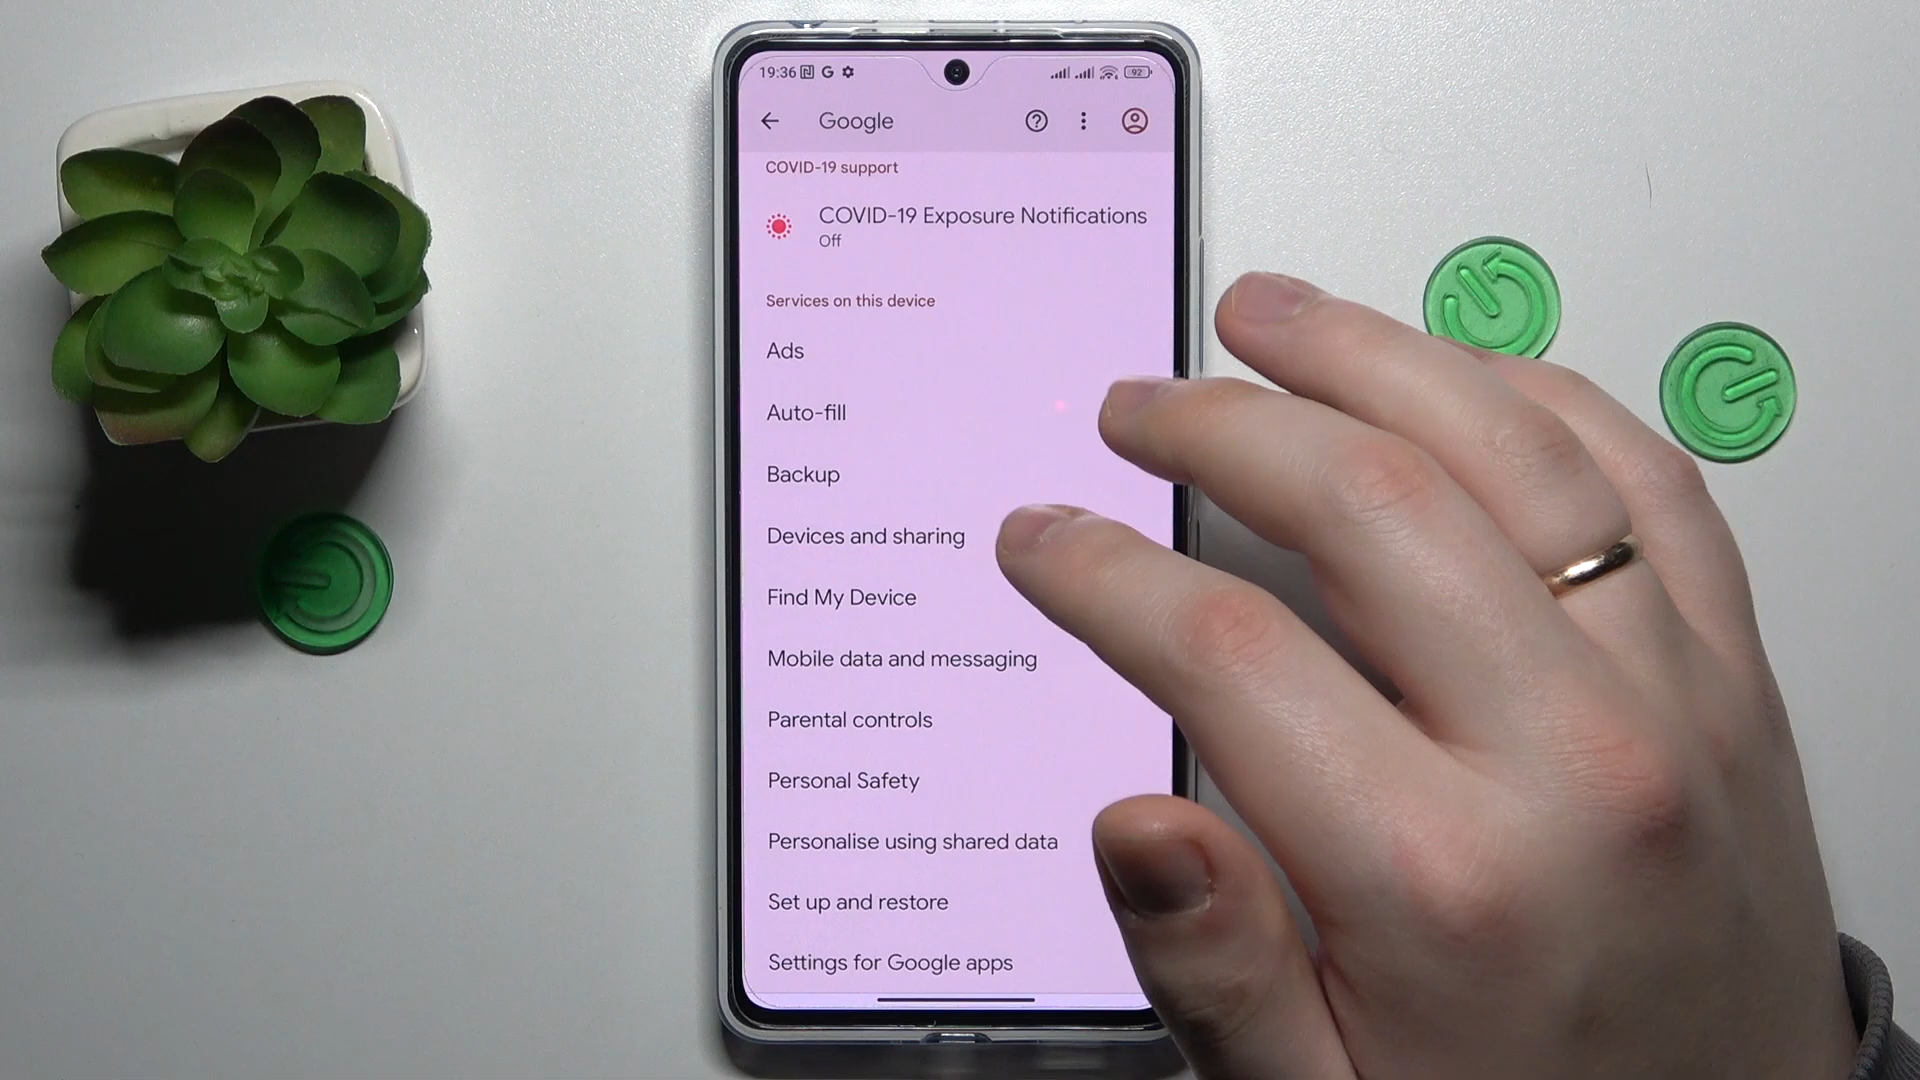 19:36
92
Google
COVID-19 support
COVID-19 Exposure Notifications
Off
Services on this device
Ads
Auto-fill
Backup
Devices and sharing
Find My Device
Mobile data and messaging
Parental controls
Personal Safety
Personalise using shared data
Set up and restore
Settings for Google apps